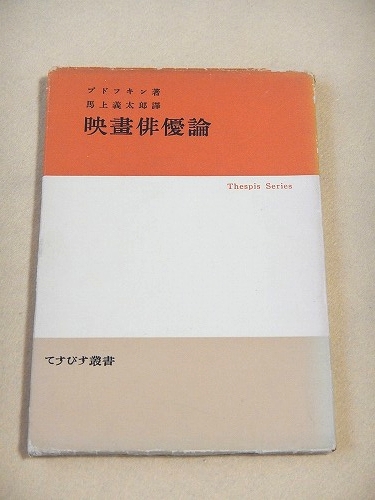 プドフキン著
馬上義太郎譯
映畫俳優論
Thespis Series
てすぴす叢書